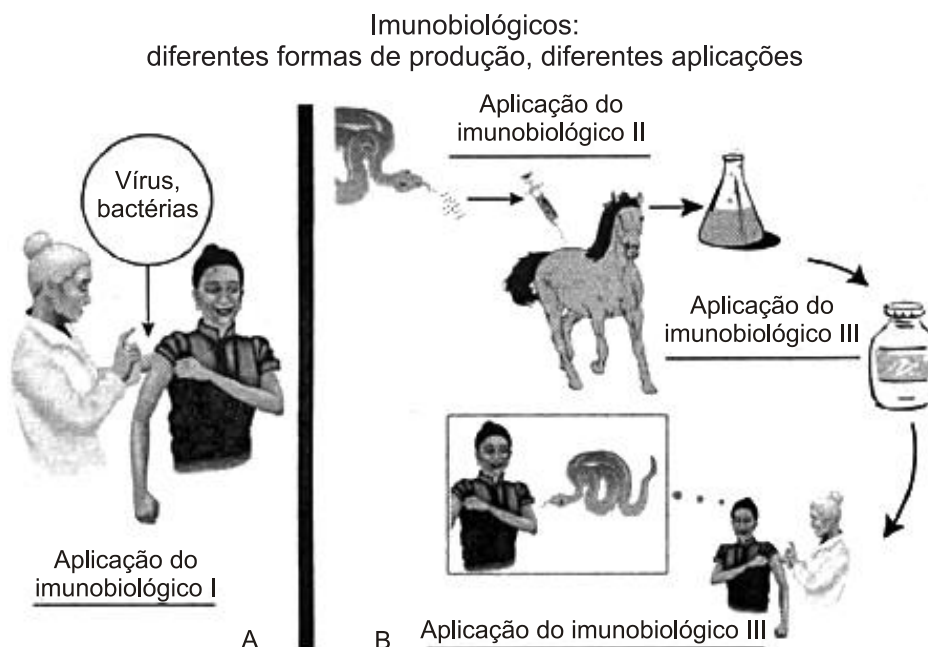 Imunobiológicos:
diferentes formas de produção, diferentes aplicações
Vírus,
bactérias
Aplicação do
imunobiológico I
A
Aplicação do
imunobiológico II
Aplicação do
imunobiológico III
B
Aplicação do imunobiológico III